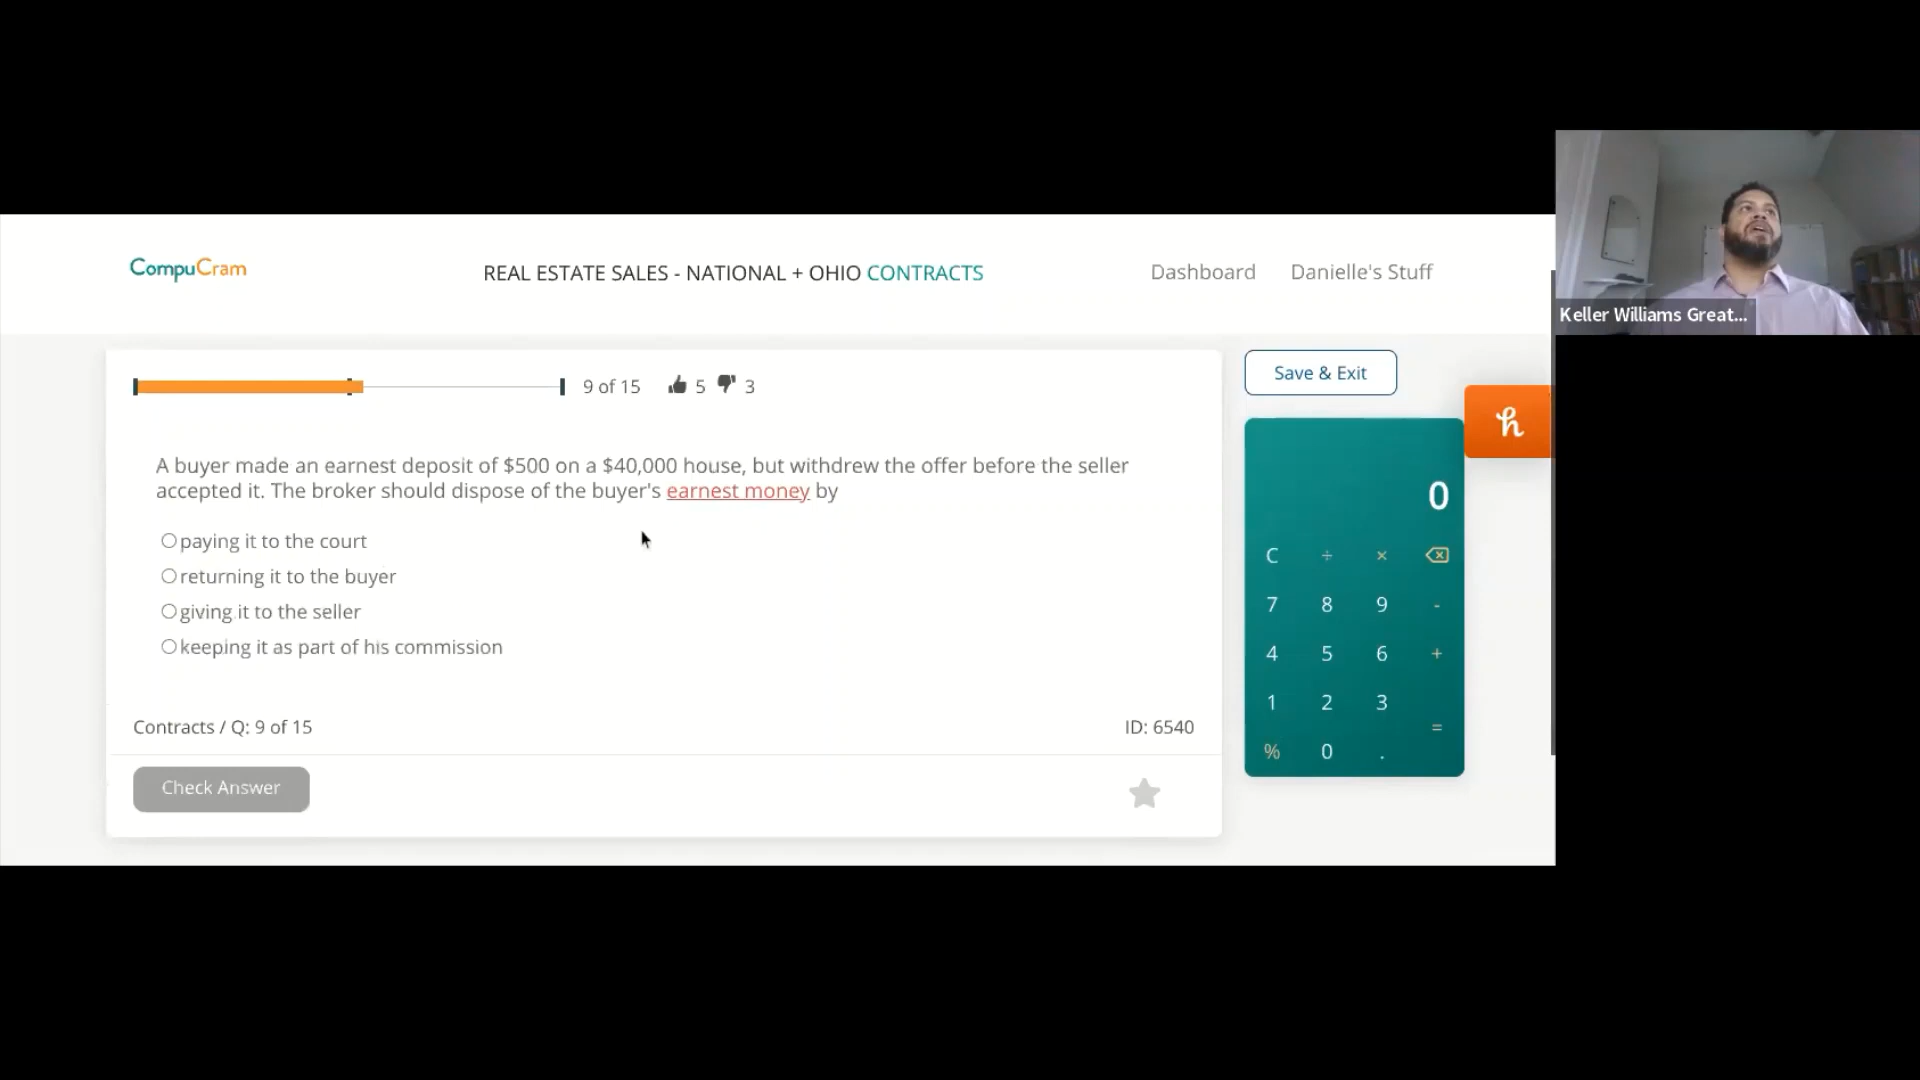 CompuCram
REAL ESTATE SALES - NATIONAL + OHIO CONTRACTS
Dashboard
Danielle's Stuff
Keller Williams Great...
9 of 15
5
3
Save & Exit
h
A buyer made an earnest deposit of $500 on a $40,000 house, but withdrew the offer before the seller
accepted it. The broker should dispose of the buyer's earnest money by
paying it to the court
returning it to the buyer
giving it to the seller
keeping it as part of his commission
Contracts / Q: 9 of 15
ID: 6540
Check Answer
0
C ÷ ×
7 8 9 -
4 5 6 +
1 2 3
=
% 0 .